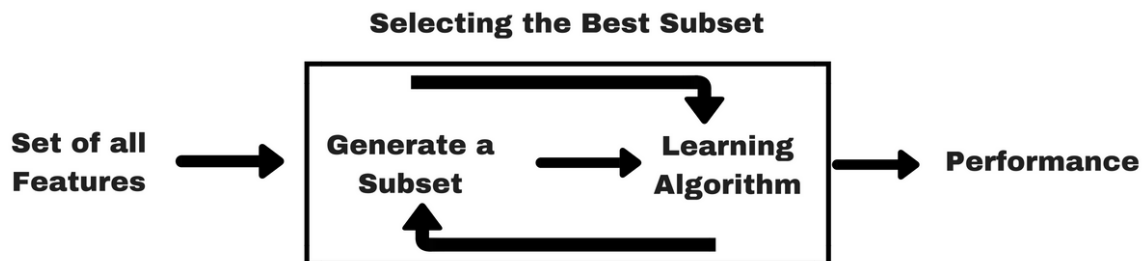 Selecting the Best Subset
Set of all
Features
Generate a
Subset
Learning
Algorithm
Performance